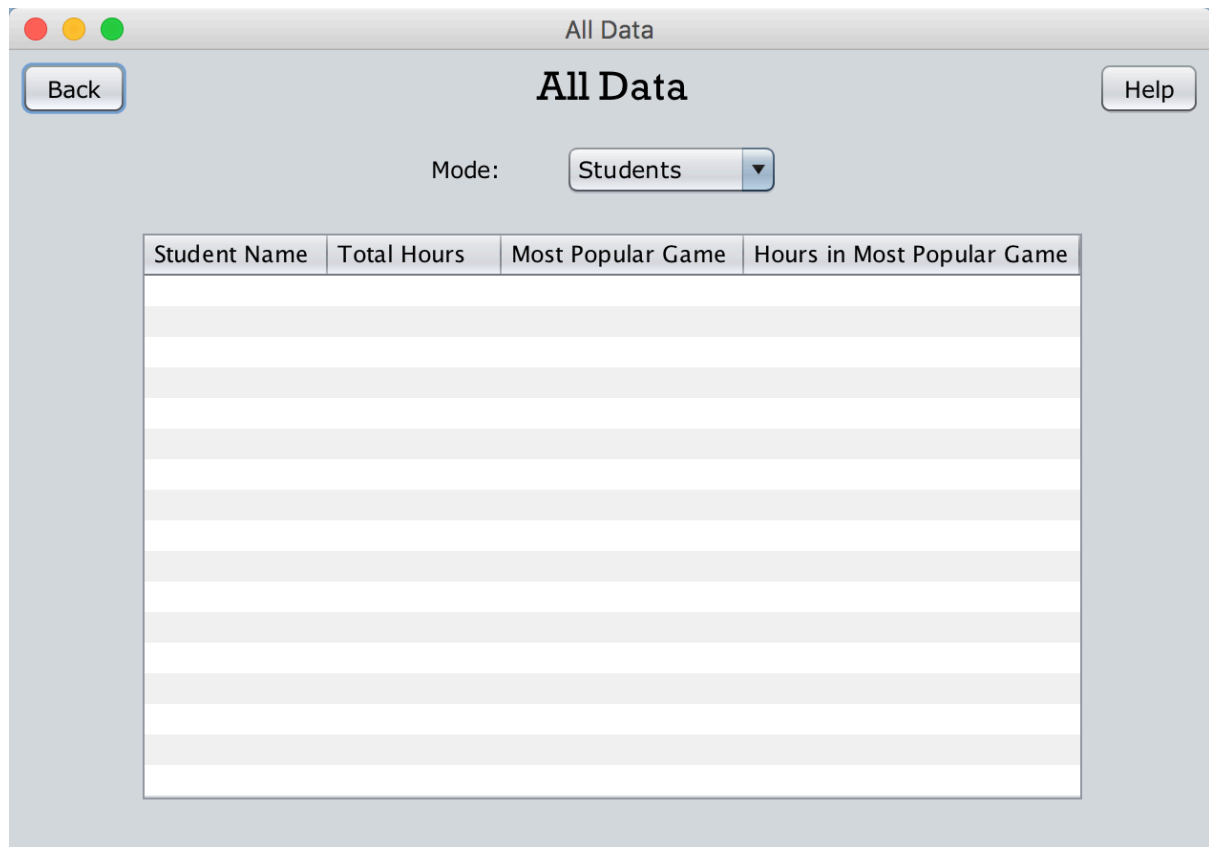 All Data
Back All Data Help
Mode: Students
Student Name Total Hours Most Popular Game Hours in Most Popular Game